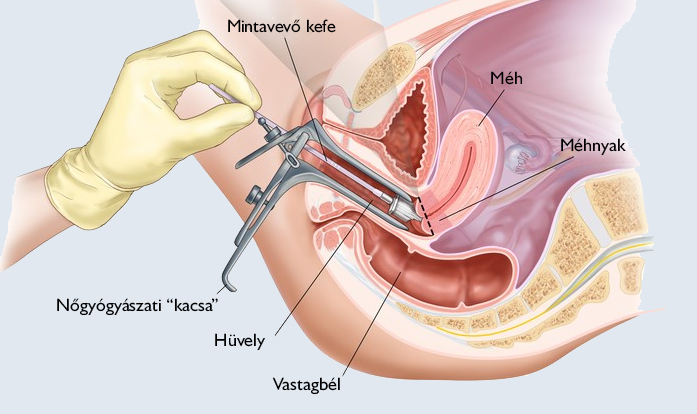 Mintavevő kefe
Méh
Méhnyak
Nőgyógyászati “kacsa”
Hüvely
Vastagbél